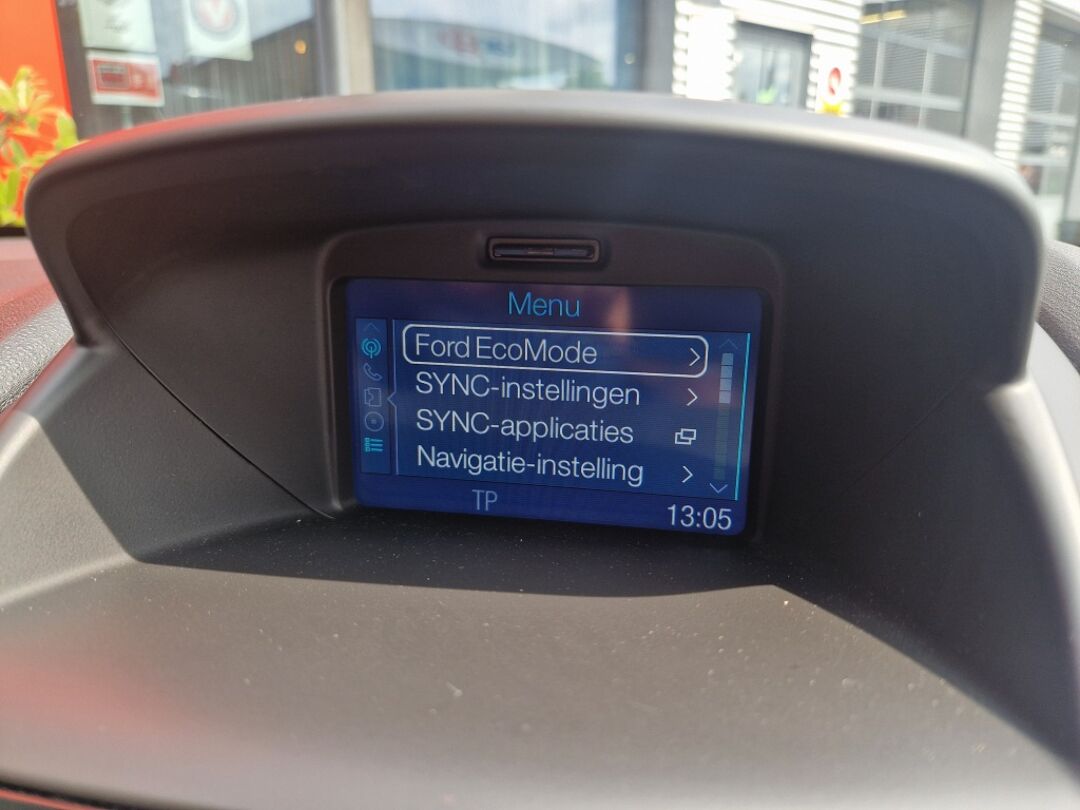 Menu
Ford EcoMode
SYNC-instellingen
SYNC-applicaties
Navigatie-instelling
TP
13:05